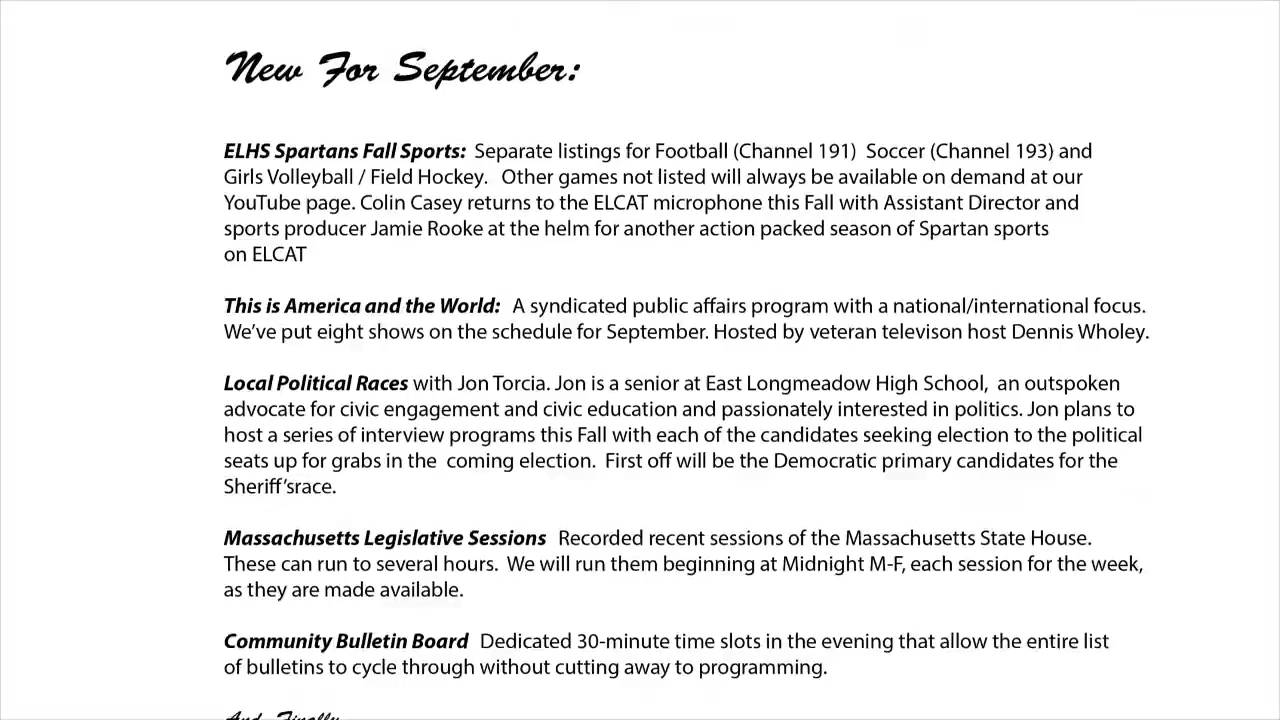 New For September:
ELHS Spartans Fall Sports: Separate listings for Football (Channel 191) Soccer (Channel 193) and
Girls Volleyball / Field Hockey. Other games not listed will always be available on demand at our
YouTube page. Colin Casey returns to the ELCAT microphone this Fall with Assistant Director and
sports producer Jamie Rooke at the helm for another action packed season of Spartan sports
on ELCAT
This is America and the World: A syndicated public affairs program with a national/international focus.
We’ve put eight shows on the schedule for September. Hosted by veteran televison host Dennis Wholey.
Local Political Races with Jon Torcia. Jon is a senior at East Longmeadow High School, an outspoken
advocate for civic engagement and civic education and passionately interested in politics. Jon plans to
host a series of interview programs this Fall with each of the candidates seeking election to the political
seats up for grabs in the coming election. First off will be the Democratic primary candidates for the
Sheriff’srace.
Massachusetts Legislative Sessions Recorded recent sessions of the Massachusetts State House.
These can run to several hours. We will run them beginning at Midnight M-F, each session for the week,
as they are made available.
Community Bulletin Board Dedicated 30-minute time slots in the evening that allow the entire list
of bulletins to cycle through without cutting away to programming.
And, Finally